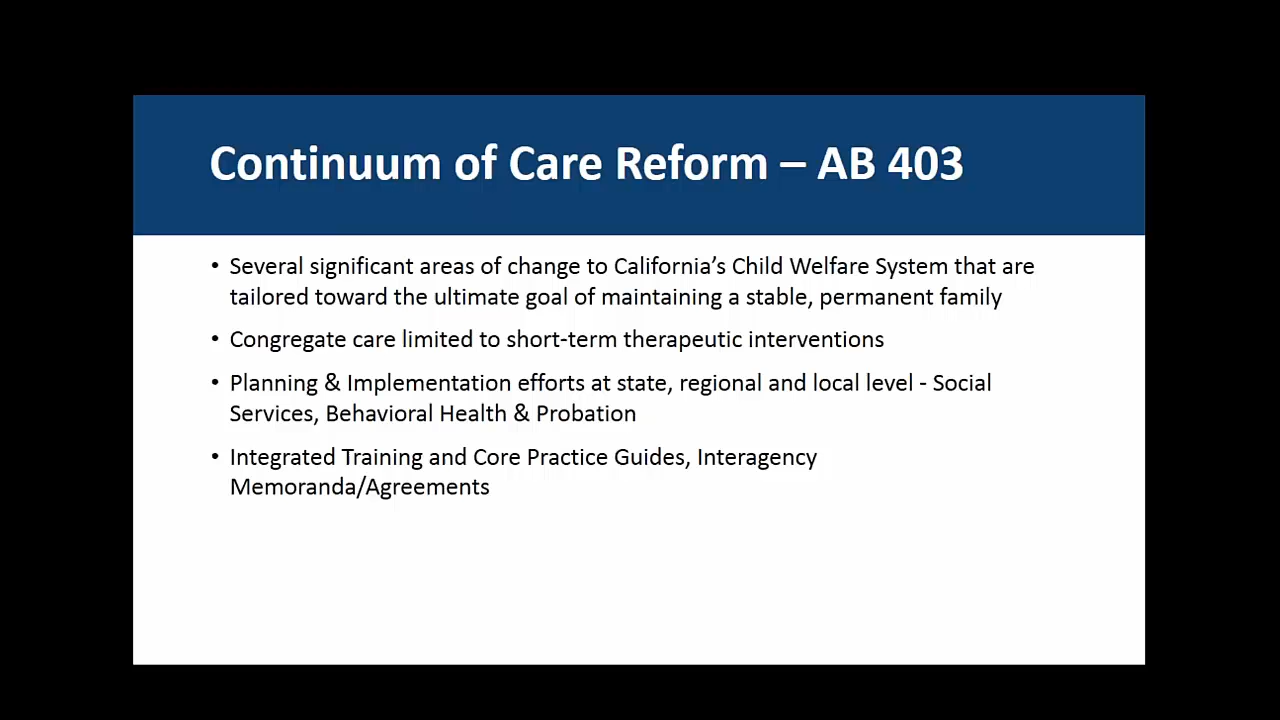 Continuum of Care Reform – AB 403
• Several significant areas of change to California’s Child Welfare System that are
tailored toward the ultimate goal of maintaining a stable, permanent family
• Congregate care limited to short-term therapeutic interventions
• Planning & Implementation efforts at state, regional and local level - Social
Services, Behavioral Health & Probation
• Integrated Training and Core Practice Guides, Interagency
Memoranda/Agreements